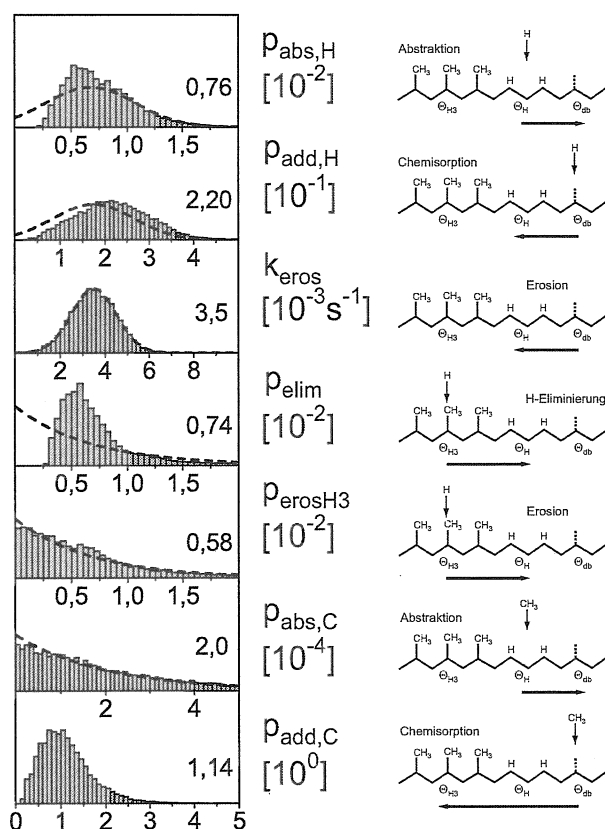 0,76
0,5 1,0 1,5
p_abs,H
[10⁻²]
H
Abstraktion
CH₃ CH₃ CH₃ H H
Θ_H3 Θ_H Θ_db
2,20
1 2 3 4
p_add,H
[10⁻¹]
H
Chemisorption
CH₃ CH₃ CH₃ H H
Θ_H3 Θ_H Θ_db
3,5
2 4 6 8
k_eros
[10⁻³s⁻¹]
Erosion
CH₃ CH₃ CH₃ H H
Θ_H3 Θ_H Θ_db
0,74
0,5 1,0 1,5
p_elim
[10⁻²]
H
H-Eliminierung
CH₃ CH₃ CH₃ H H
Θ_H3 Θ_H Θ_db
0,58
0,5 1,0 1,5
p_erosH3
[10⁻²]
H
Erosion
CH₃ CH₃ CH₃ H H
Θ_H3 Θ_H Θ_db
2,0
2 4
p_abs,C
[10⁻⁴]
CH₃
Abstraktion
CH₃ CH₃ CH₃ H H
Θ_H3 Θ_H Θ_db
1,14
0 1 2 3 4 5
p_add,C
[10⁰]
CH₃
Chemisorption
CH₃ CH₃ CH₃ H H
Θ_H3 Θ_H Θ_db